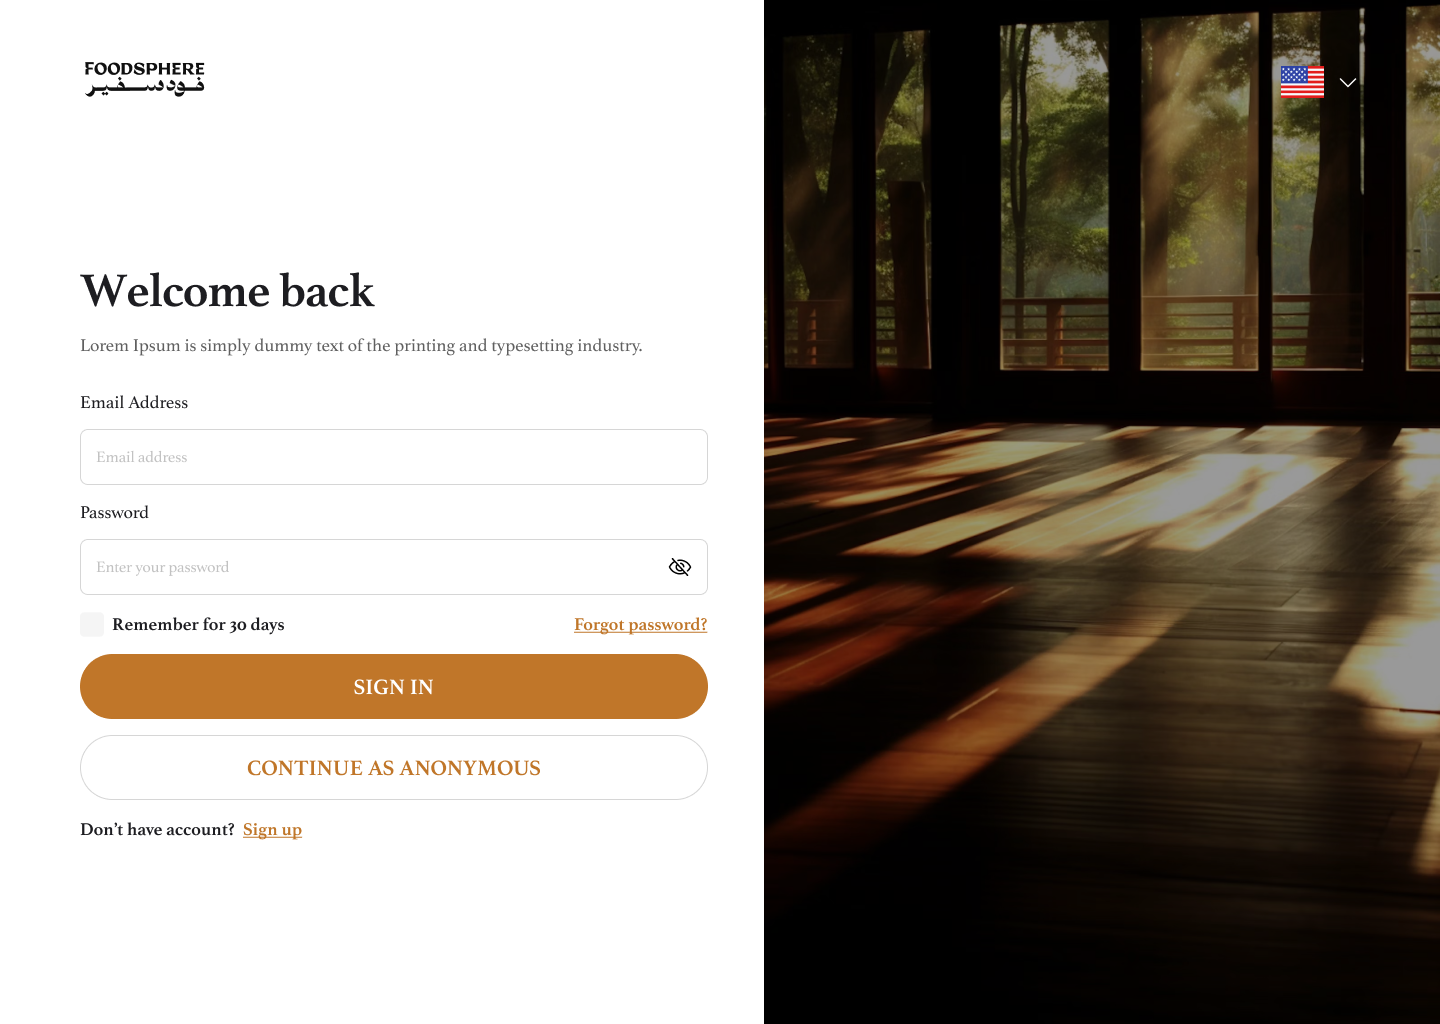 FOODSPHERE
فودسفير
Welcome back
Lorem Ipsum is simply dummy text of the printing and typesetting industry.
Email Address
Email address
Password
Enter your password
Remember for 30 days
Forgot password?
SIGN IN
CONTINUE AS ANONYMOUS
Don’t have account? Sign up